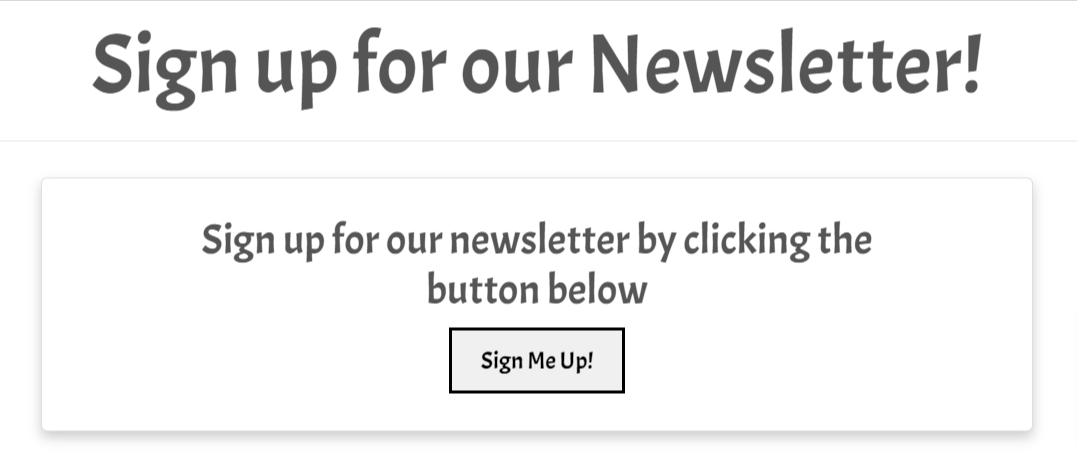 Sign up for our Newsletter!
Sign up for our newsletter by clicking the
button below
Sign Me Up!